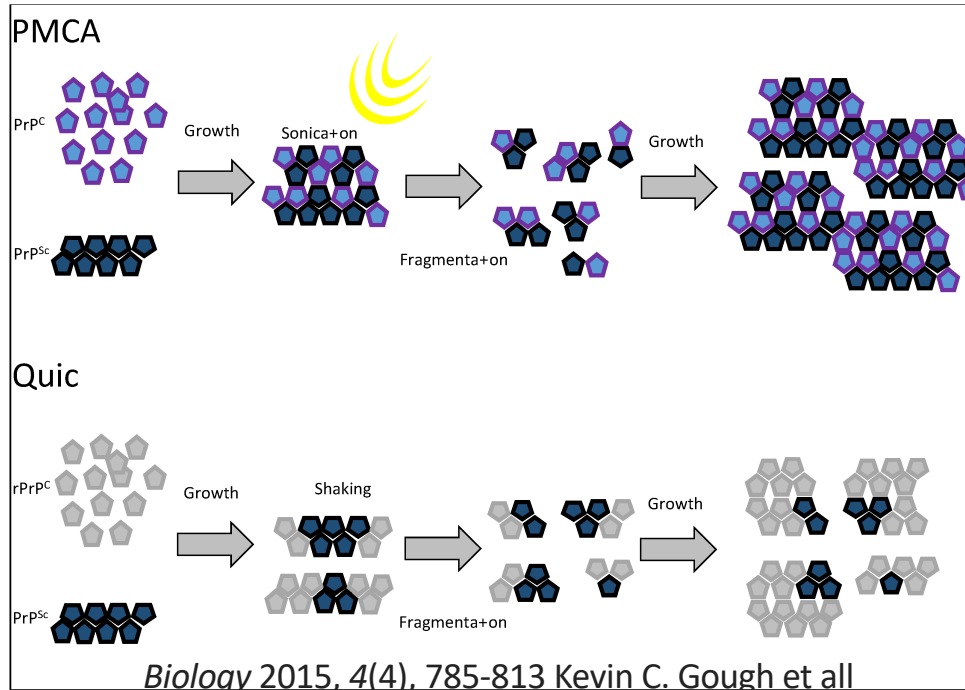 PMCA
PrPC
Growth
Sonica+on
Growth
PrPSc
Fragmenta+on
Quic
rPrPC
Growth
Shaking
Growth
PrPSc
Fragmenta+on
Biology 2015, 4(4), 785-813 Kevin C. Gough et all